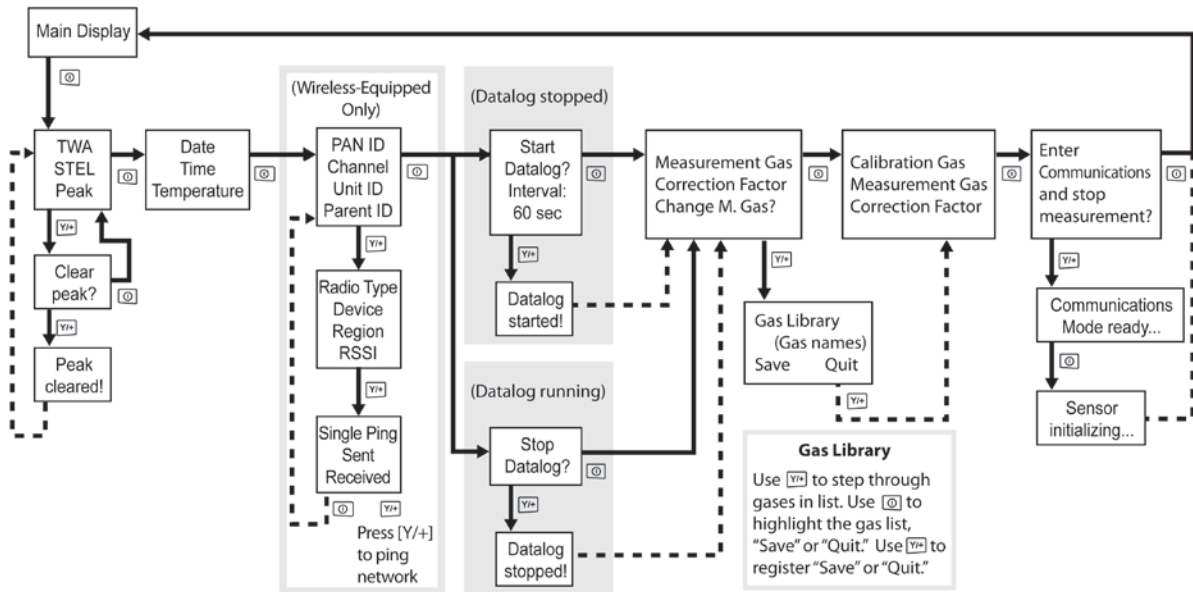 Main Display
TWA
STEL
Peak
Y/+
Clear
peak?
Y/+
Peak
cleared!
Date
Time
Temperature
(Wireless-Equipped
Only)
PAN ID
Channel
Unit ID
Parent ID
Y/+
Radio Type
Device
Region
RSSI
Y/+
Single Ping
Sent
Received
Y/+
Press [Y/+]
to ping
network
(Datalog stopped)
Start
Datalog?
Interval:
60 sec
Y/+
Datalog
started!
(Datalog running)
Stop
Datalog?
Y/+
Datalog
stopped!
Measurement Gas
Correction Factor
Change M. Gas?
Y/+
Gas Library
(Gas names)
Save Quit
Y/+
Calibration Gas
Measurement Gas
Correction Factor
Enter
Communications
and stop
measurement?
Y/+
Communications
Mode ready...
Sensor
initializing...
Gas Library
Use Y/+ to step through
gases in list. Use to
highlight the gas list,
“Save” or “Quit.” Use Y/+ to
register “Save” or “Quit.”